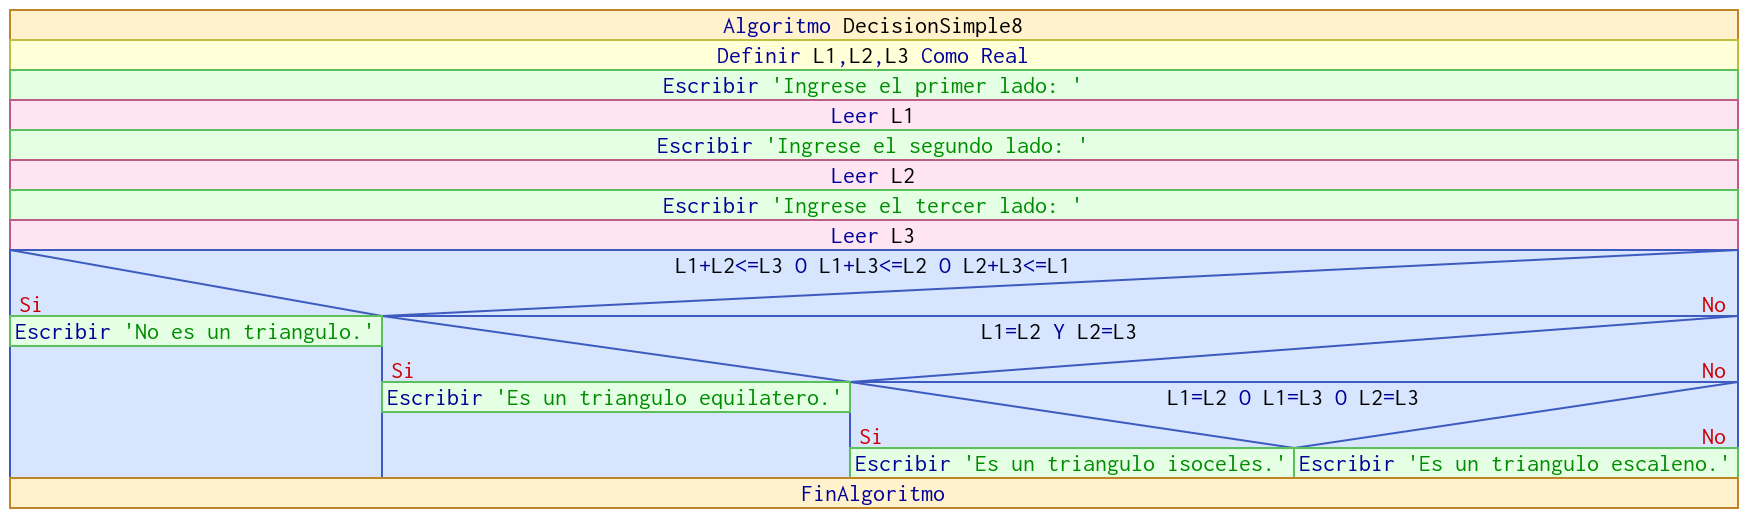 Algoritmo DecisionSimple8
Definir L1,L2,L3 Como Real
Escribir 'Ingrese el primer lado: '
Leer L1
Escribir 'Ingrese el segundo lado: '
Leer L2
Escribir 'Ingrese el tercer lado: '
Leer L3
L1+L2<=L3 O L1+L3<=L2 O L2+L3<=L1
Si
No
Escribir 'No es un triangulo.'
L1=L2 Y L2=L3
Si
No
Escribir 'Es un triangulo equilatero.'
L1=L2 O L1=L3 O L2=L3
Si
No
Escribir 'Es un triangulo isoceles.'
Escribir 'Es un triangulo escaleno.'
FinAlgoritmo